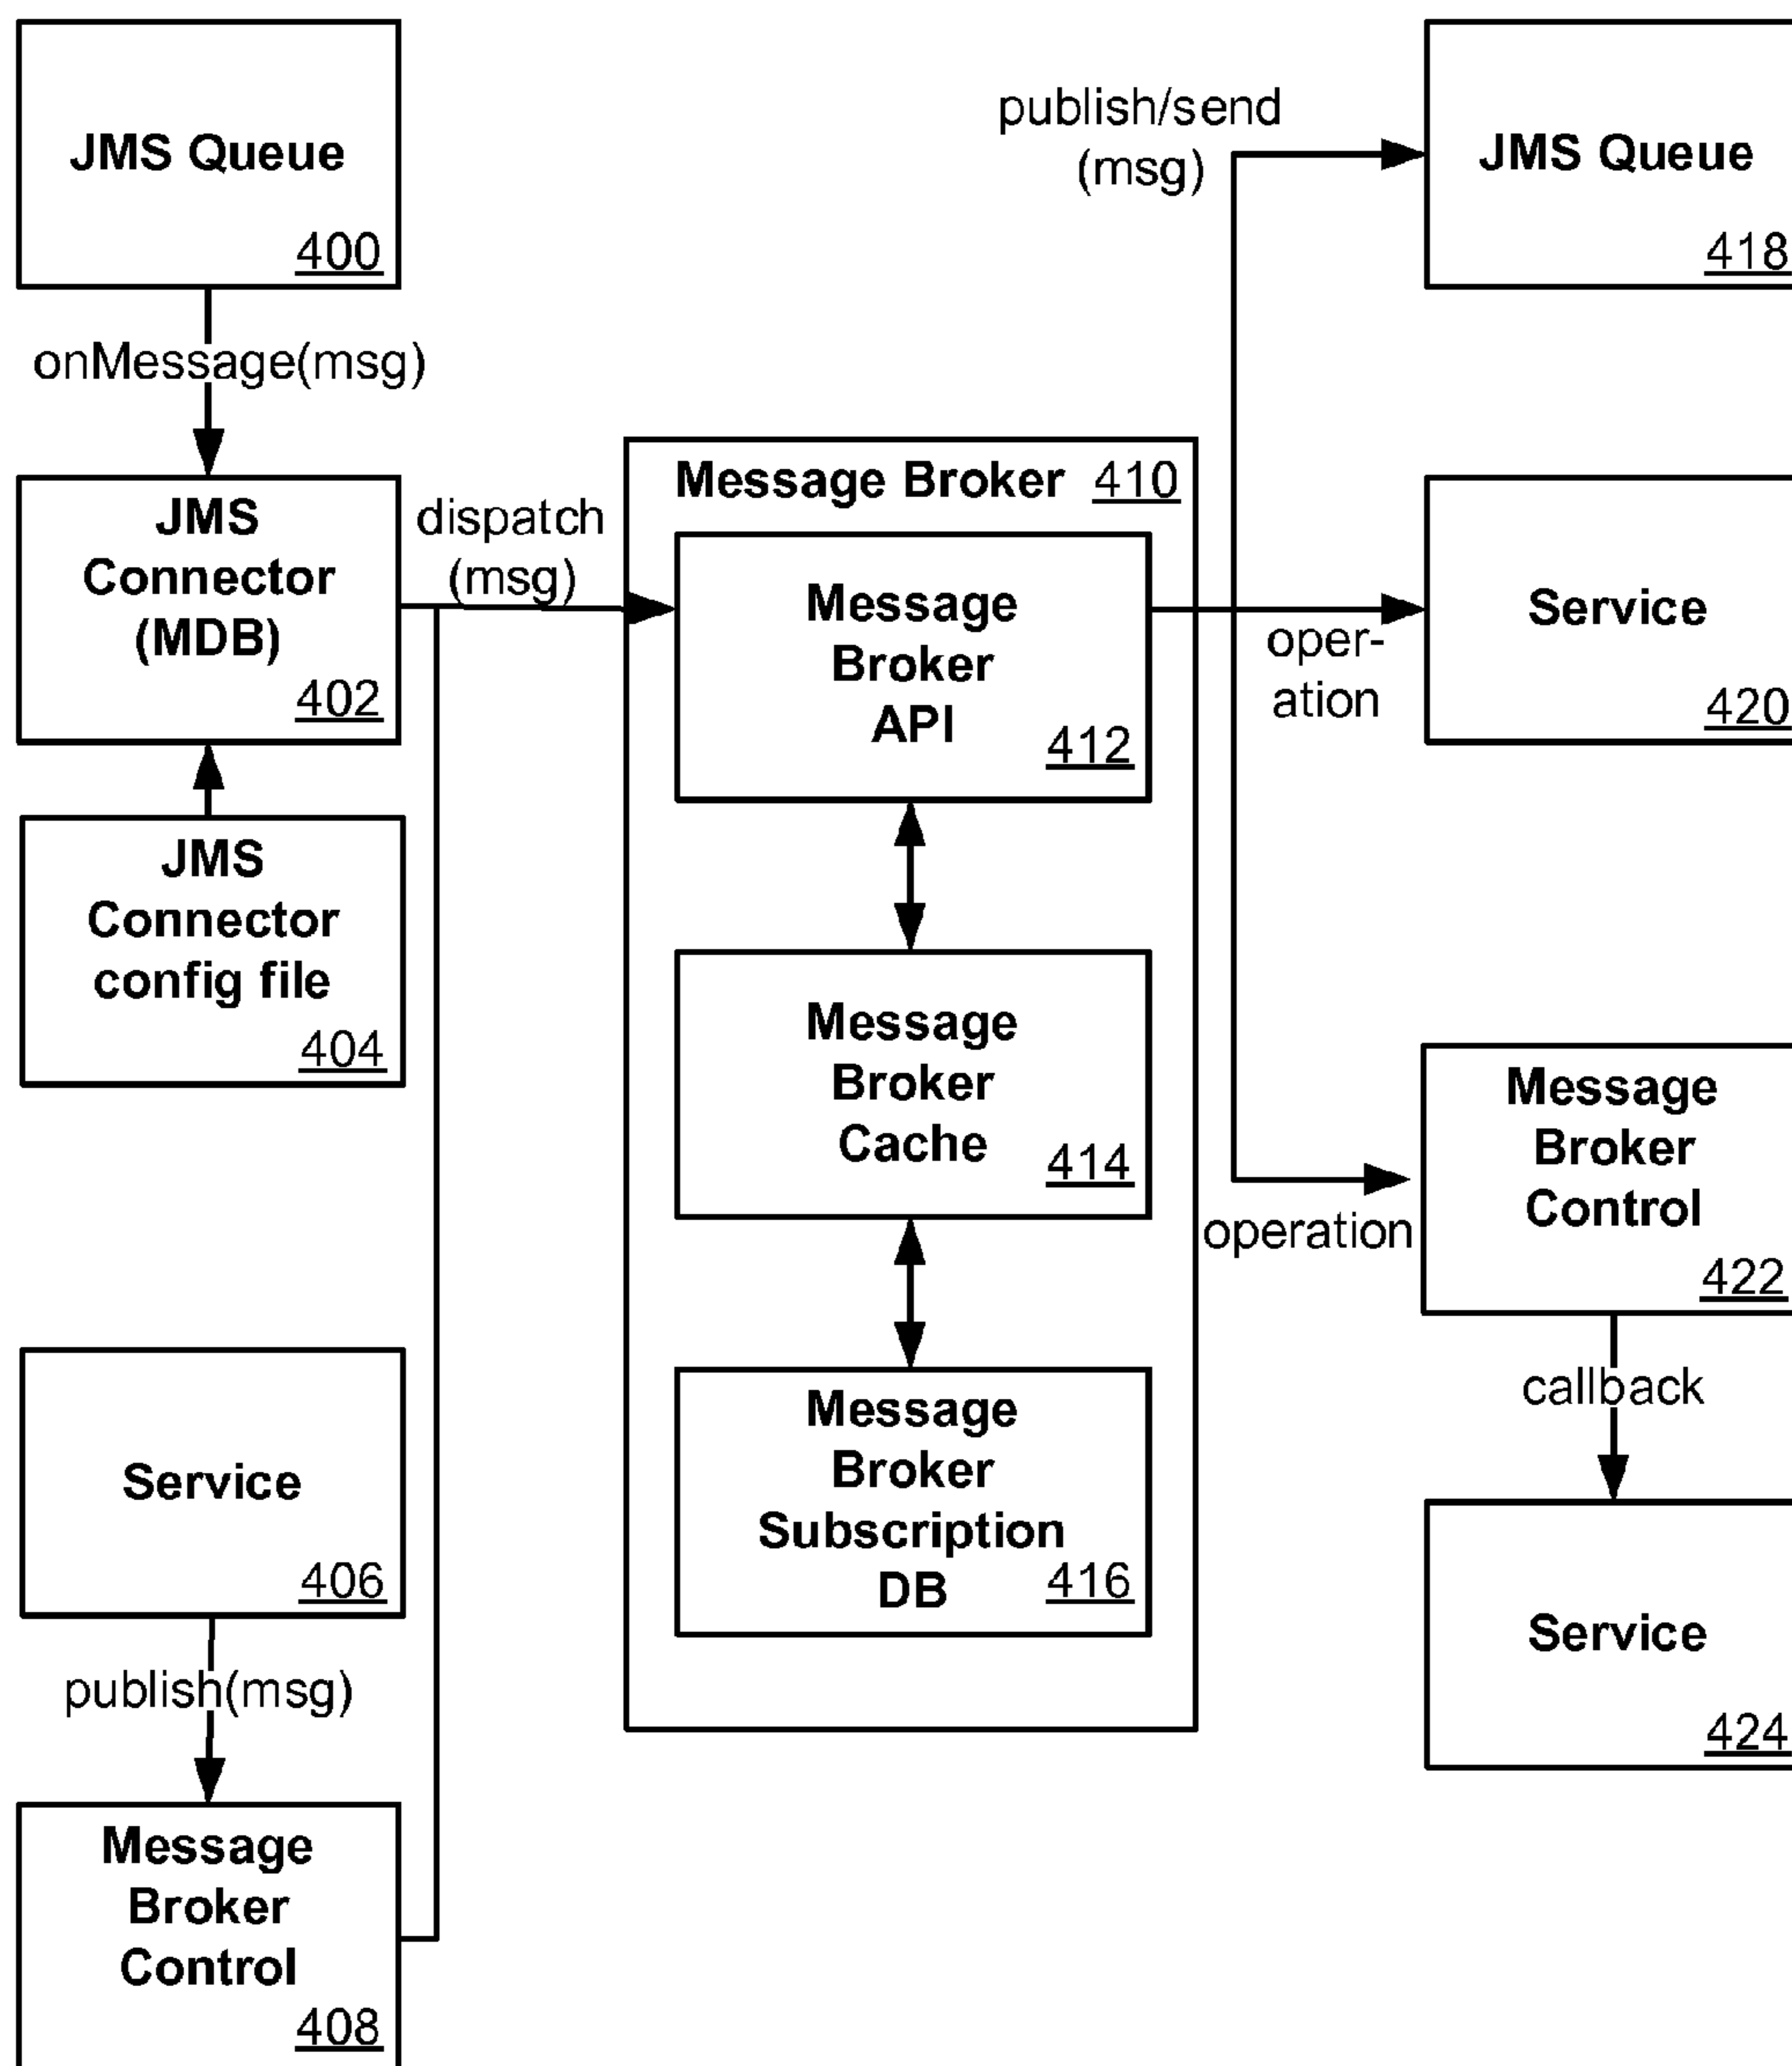 JMS Queue
400
onMessage(msg)
JMS
Connector
(MDB)
402
JMS
Connector
config file
404
Service
406
publish(msg)
Message
Broker
Control
408
dispatch
(msg)
Message Broker 410
Message
Broker
API
412
Message
Broker
Cache
414
Message
Broker
Subscription
DB
416
publish/send
(msg)
JMS Queue
418
oper-
ation
Service
420
operation
Message
Broker
Control
422
callback
Service
424